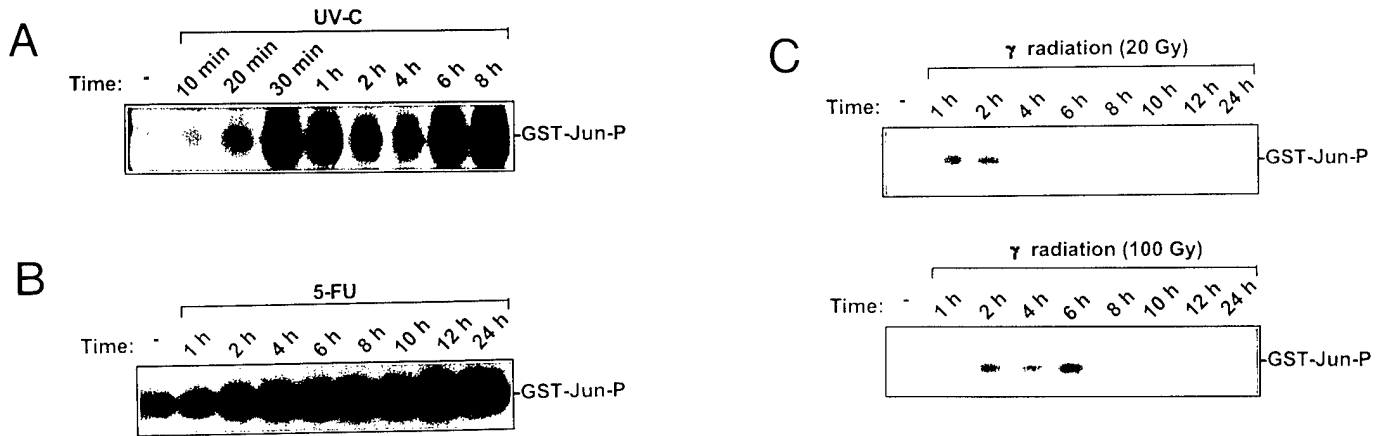 A
UV-C
Time: - 10 min 20 min 30 min 1 h 2 h 4 h 6 h 8 h
-GST-Jun-P
B
5-FU
Time: - 1 h 2 h 4 h 6 h 8 h 10 h 12 h 24 h
-GST-Jun-P
C
γ radiation (20 Gy)
Time: - 1 h 2 h 4 h 6 h 8 h 10 h 12 h 24 h
-GST-Jun-P
γ radiation (100 Gy)
Time: - 1 h 2 h 4 h 6 h 8 h 10 h 12 h 24 h
-GST-Jun-P